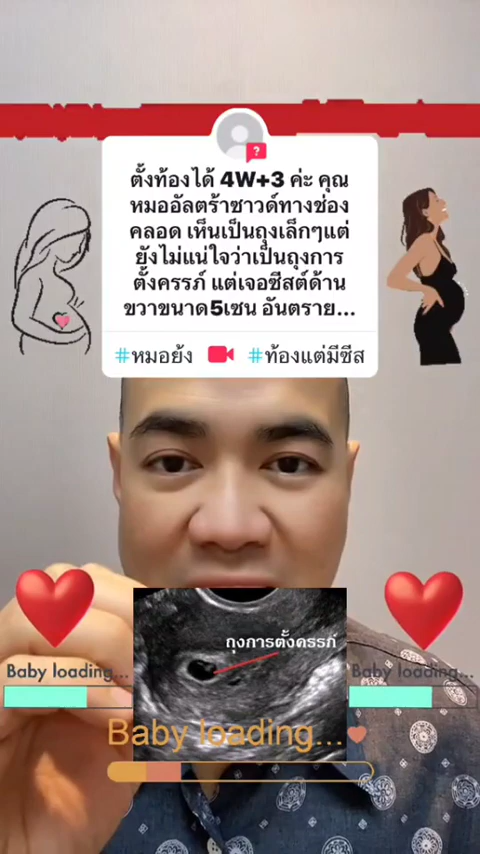 ?
ตั้งท้องได้ 4W+3 ค่ะ คุณ
หมออัลตร้าซาวด์ทางช่อง
คลอด เห็นเป็นถุงเล็กๆแต่
ยังไม่แน่ใจว่าเป็นถุงการ
ตั้งครรภ์ แต่เจอซีสต์ด้าน
ขวาขนาด5เซน อันตราย...
#หมอย้ง #ท้องแต่มีซีส
ถุงการตั้งครรภ์
Baby loading...
Baby loading...
Baby loading...